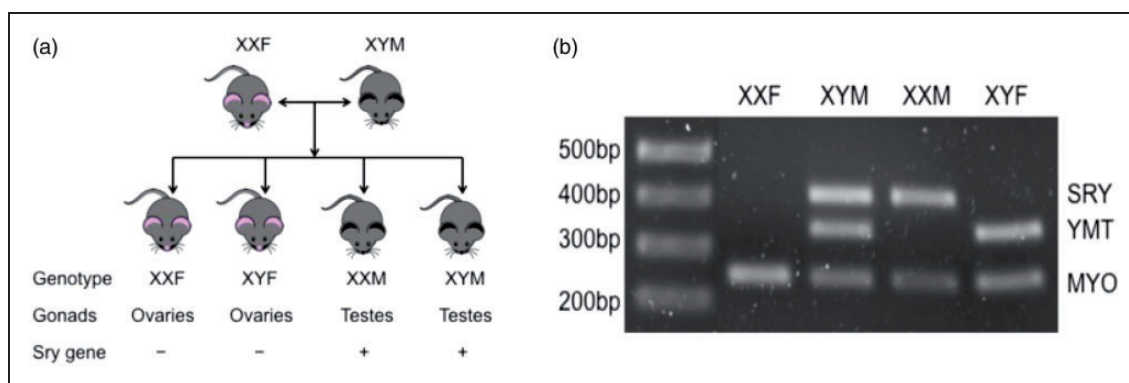 (a)
XXF XYM
Genotype XXF XYF XXM XYM
Gonads Ovaries Ovaries Testes Testes
Sry gene – – + +
(b)
XXF XYM XXM XYF
500bp
400bp SRY
YMT
300bp
MYO
200bp